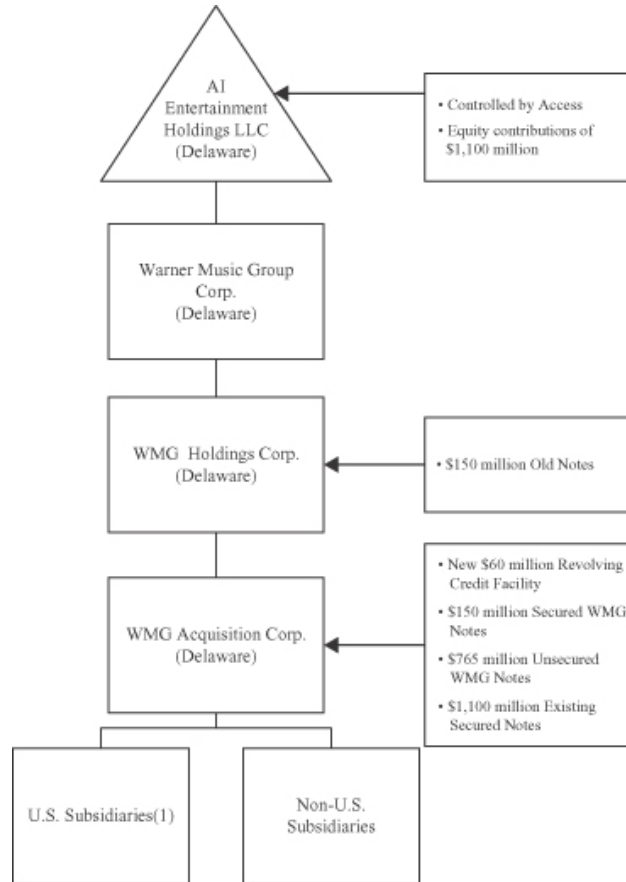 AI
Entertainment
Holdings LLC
(Delaware)
• Controlled by Access
• Equity contributions of
$1,100 million
Warner Music Group
Corp.
(Delaware)
WMG Holdings Corp.
(Delaware)
• $150 million Old Notes
WMG Acquisition Corp.
(Delaware)
• New $60 million Revolving
Credit Facility
• $150 million Secured WMG
Notes
• $765 million Unsecured
WMG Notes
• $1,100 million Existing
Secured Notes
U.S. Subsidiaries(1)
Non-U.S.
Subsidiaries